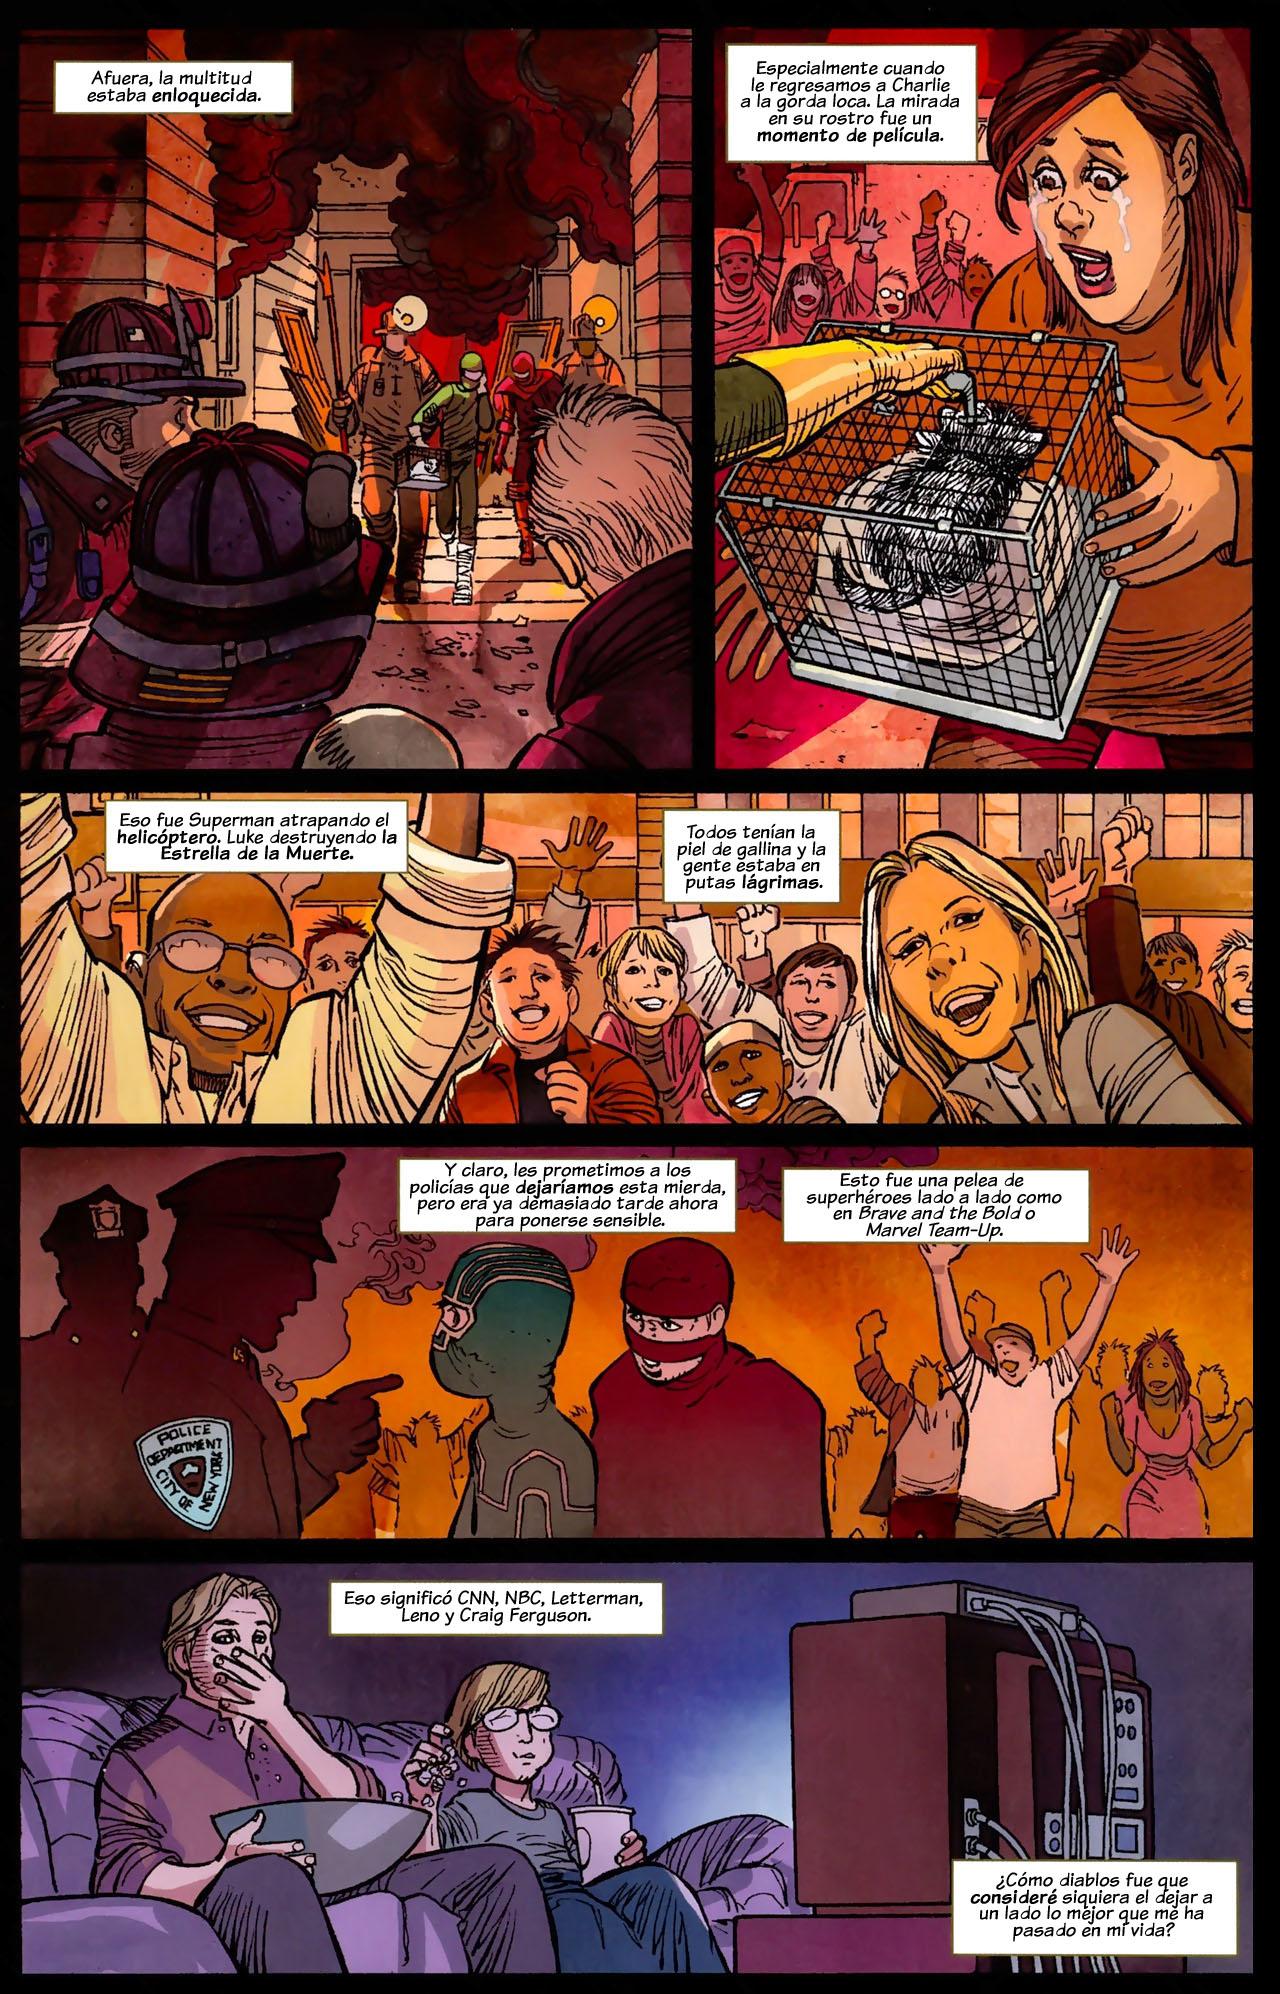 Afuera, la multitud
estaba enloquecida.
Especialmente cuando
le regresamos a Charlie
a la gorda loca. La mirada
en su rostro fue un
momento de película.
Eso fue Superman atrapando el
helicóptero. Luke destruyendo la
Estrella de la Muerte.
Todos tenían la
piel de gallina y la
gente estaba en
putas lágrimas.
Y claro, les prometimos a los
policías que dejaríamos esta mierda,
pero era ya demasiado tarde ahora
para ponerse sensible.
Esto fue una pelea de
superhéroes lado a lado como
en Brave and the Bold o
Marvel Team-Up.
POLICE
DEPARTMENT
CITY OF
NEW YORK
Eso significó CNN, NBC, Letterman,
Leno y Craig Ferguson.
¿Cómo diablos fue que
consideré siquiera el dejar a
un lado lo mejor que me ha
pasado en mi vida?